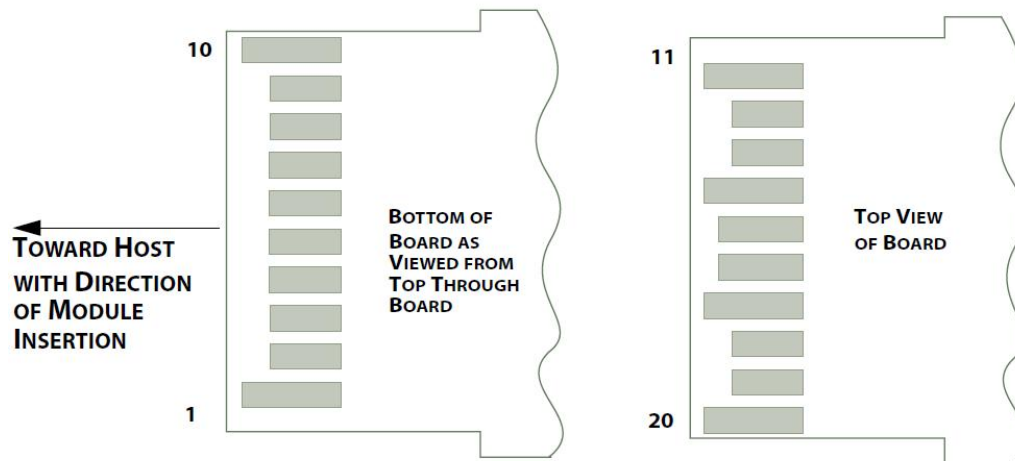 10
TOWARD HOST
WITH DIRECTION
OF MODULE
INSERTION
1
BOTTOM OF
BOARD AS
VIEWED FROM
TOP THROUGH
BOARD
11
TOP VIEW
OF BOARD
20